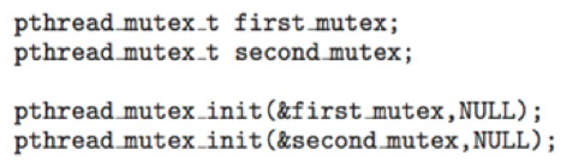 pthread_mutex_t first_mutex;
pthread_mutex_t second_mutex;
pthread_mutex_init(&first_mutex,NULL);
pthread_mutex_init(&second_mutex,NULL);